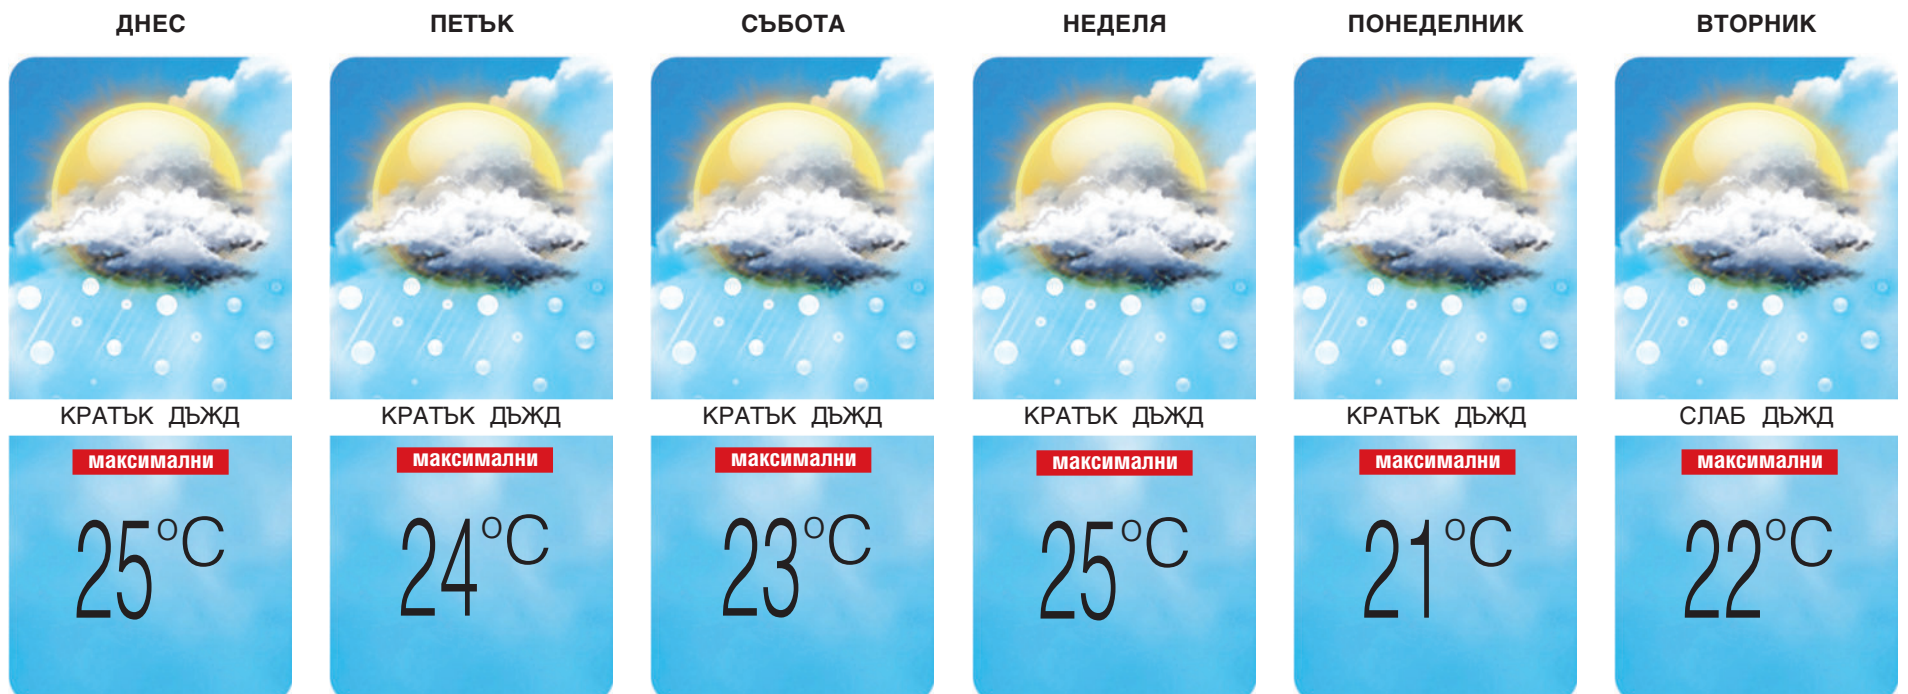 ДНЕС
КРАТЪК ДЪЖД
максимални
25°C
ПЕТЪК
КРАТЪК ДЪЖД
максимални
24°C
СЪБОТА
КРАТЪК ДЪЖД
максимални
23°C
НЕДЕЛЯ
КРАТЪК ДЪЖД
максимални
25°C
ПОНЕДЕЛНИК
КРАТЪК ДЪЖД
максимални
21°C
ВТОРНИК
СЛАБ ДЪЖД
максимални
22°C